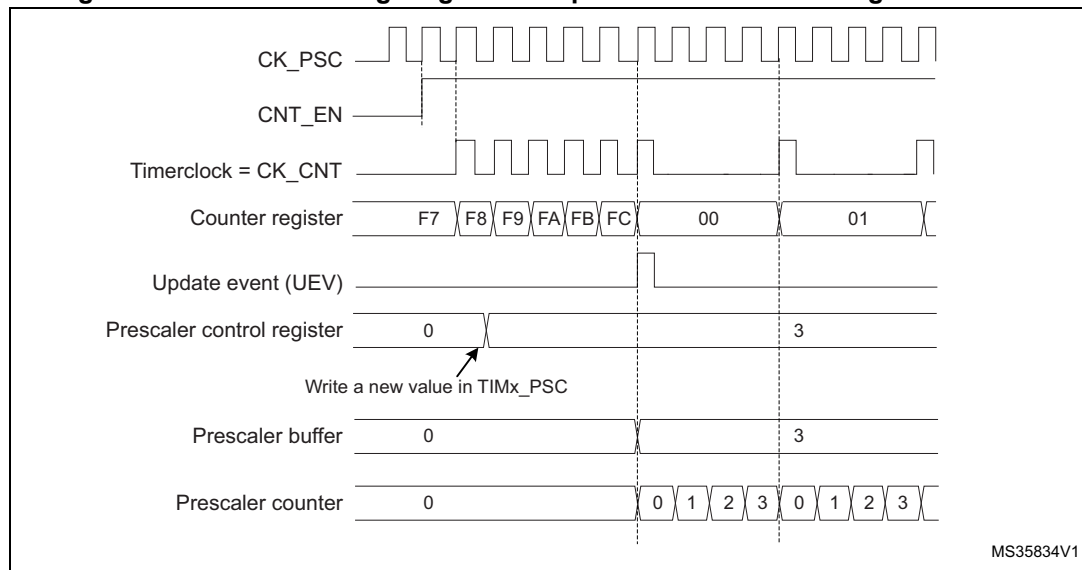 CK_PSC
CNT_EN
Timerclock = CK_CNT
Counter register F7 F8 F9 FA FB FC 00 01
Update event (UEV)
Prescaler control register 0 3
Write a new value in TIMx_PSC
Prescaler buffer 0 3
Prescaler counter 0 0 1 2 3 0 1 2 3
MS35834V1